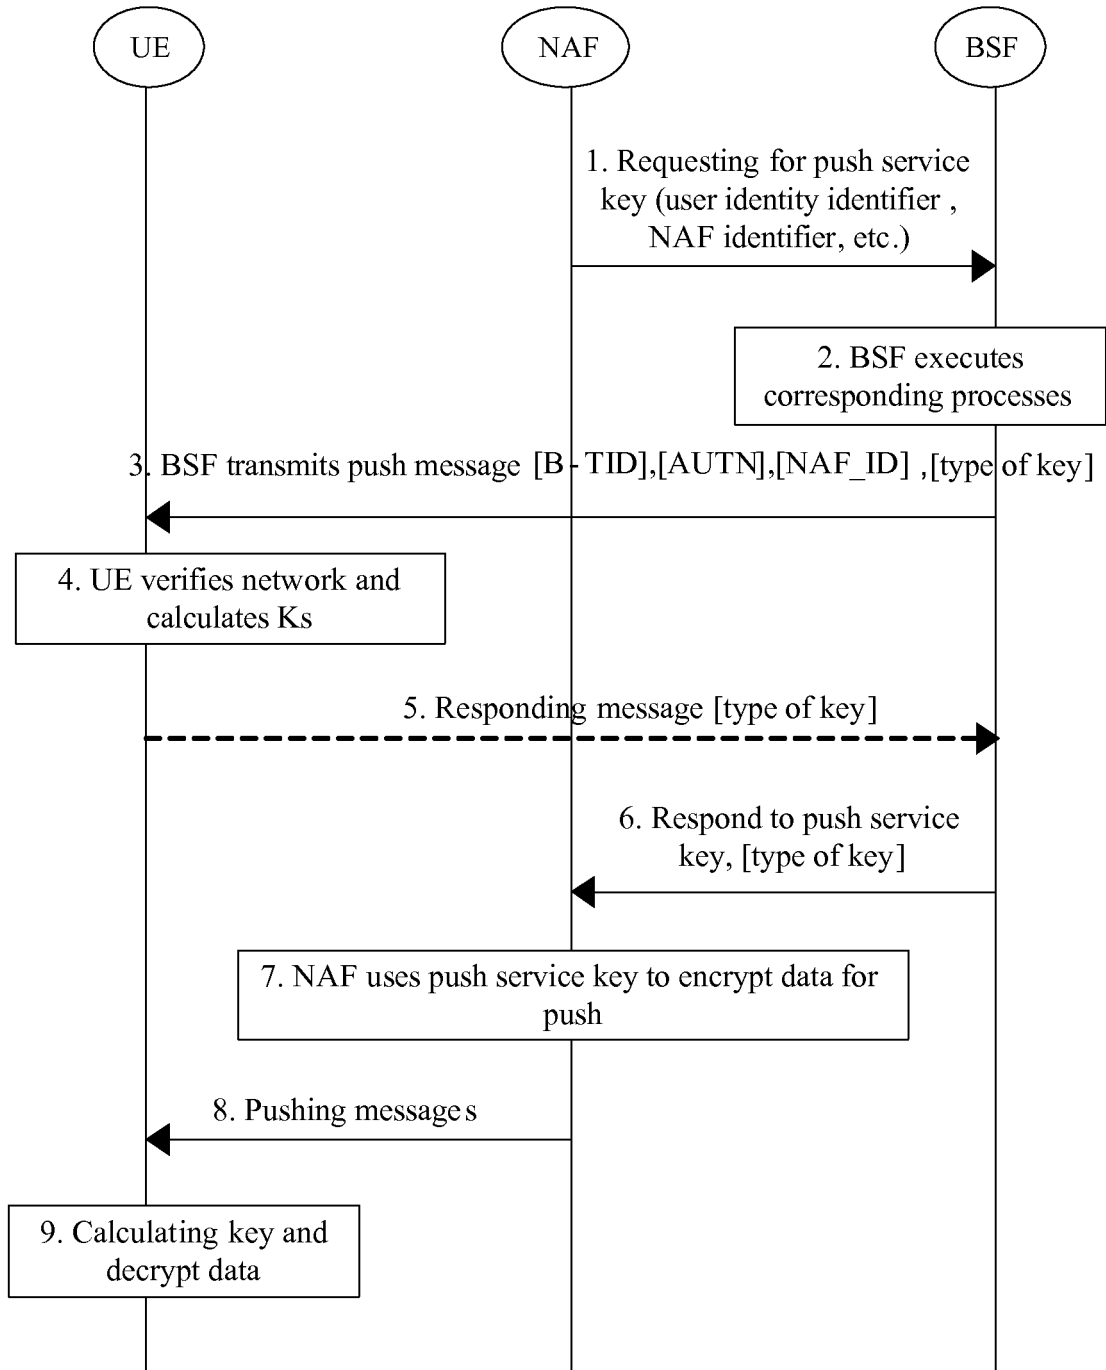 UE
NAF
BSF
1. Requesting for push service
key (user identity identifier ,
NAF identifier, etc.)
2. BSF executes
corresponding processes
3. BSF transmits push message [B-TID],[AUTN],[NAF_ID] ,[type of key]
4. UE verifies network and
calculates Ks
5. Responding message [type of key]
6. Respond to push service
key, [type of key]
7. NAF uses push service key to encrypt data for
push
8. Pushing messages
9. Calculating key and
decrypt data